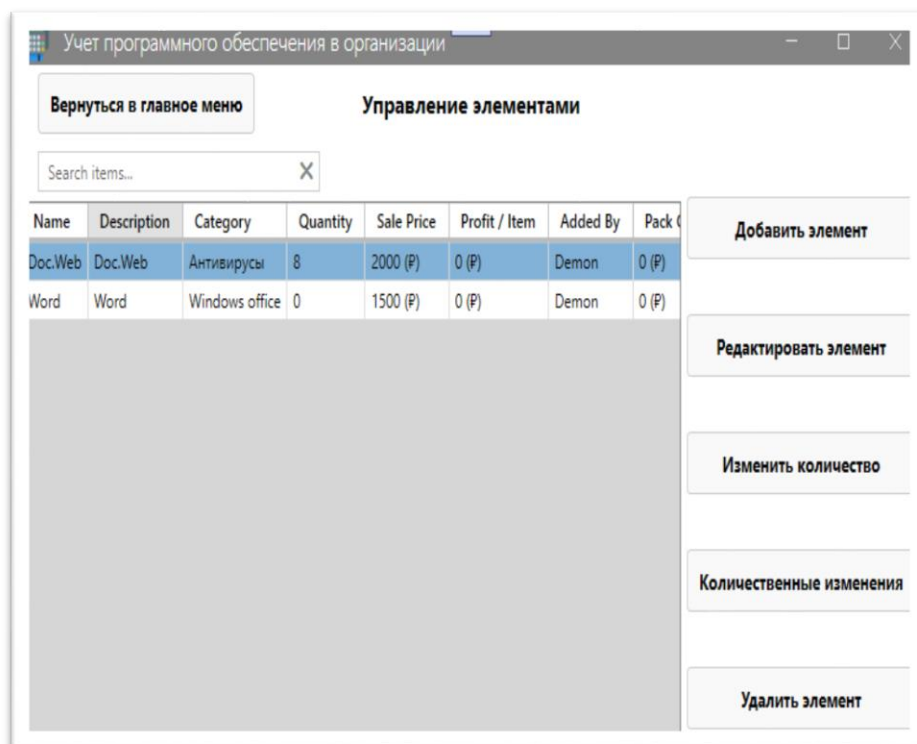 Учет программного обеспечения в организации
Вернуться в главное меню
Управление элементами
Search items...
Name Description Category Quantity Sale Price Profit / Item Added By Pack
Doc.Web Doc.Web Антивирусы 8 2000 (₽) 0 (₽) Demon 0 (₽)
Word Word Windows office 0 1500 (₽) 0 (₽) Demon 0 (₽)
Добавить элемент
Редактировать элемент
Изменить количество
Количественные изменения
Удалить элемент